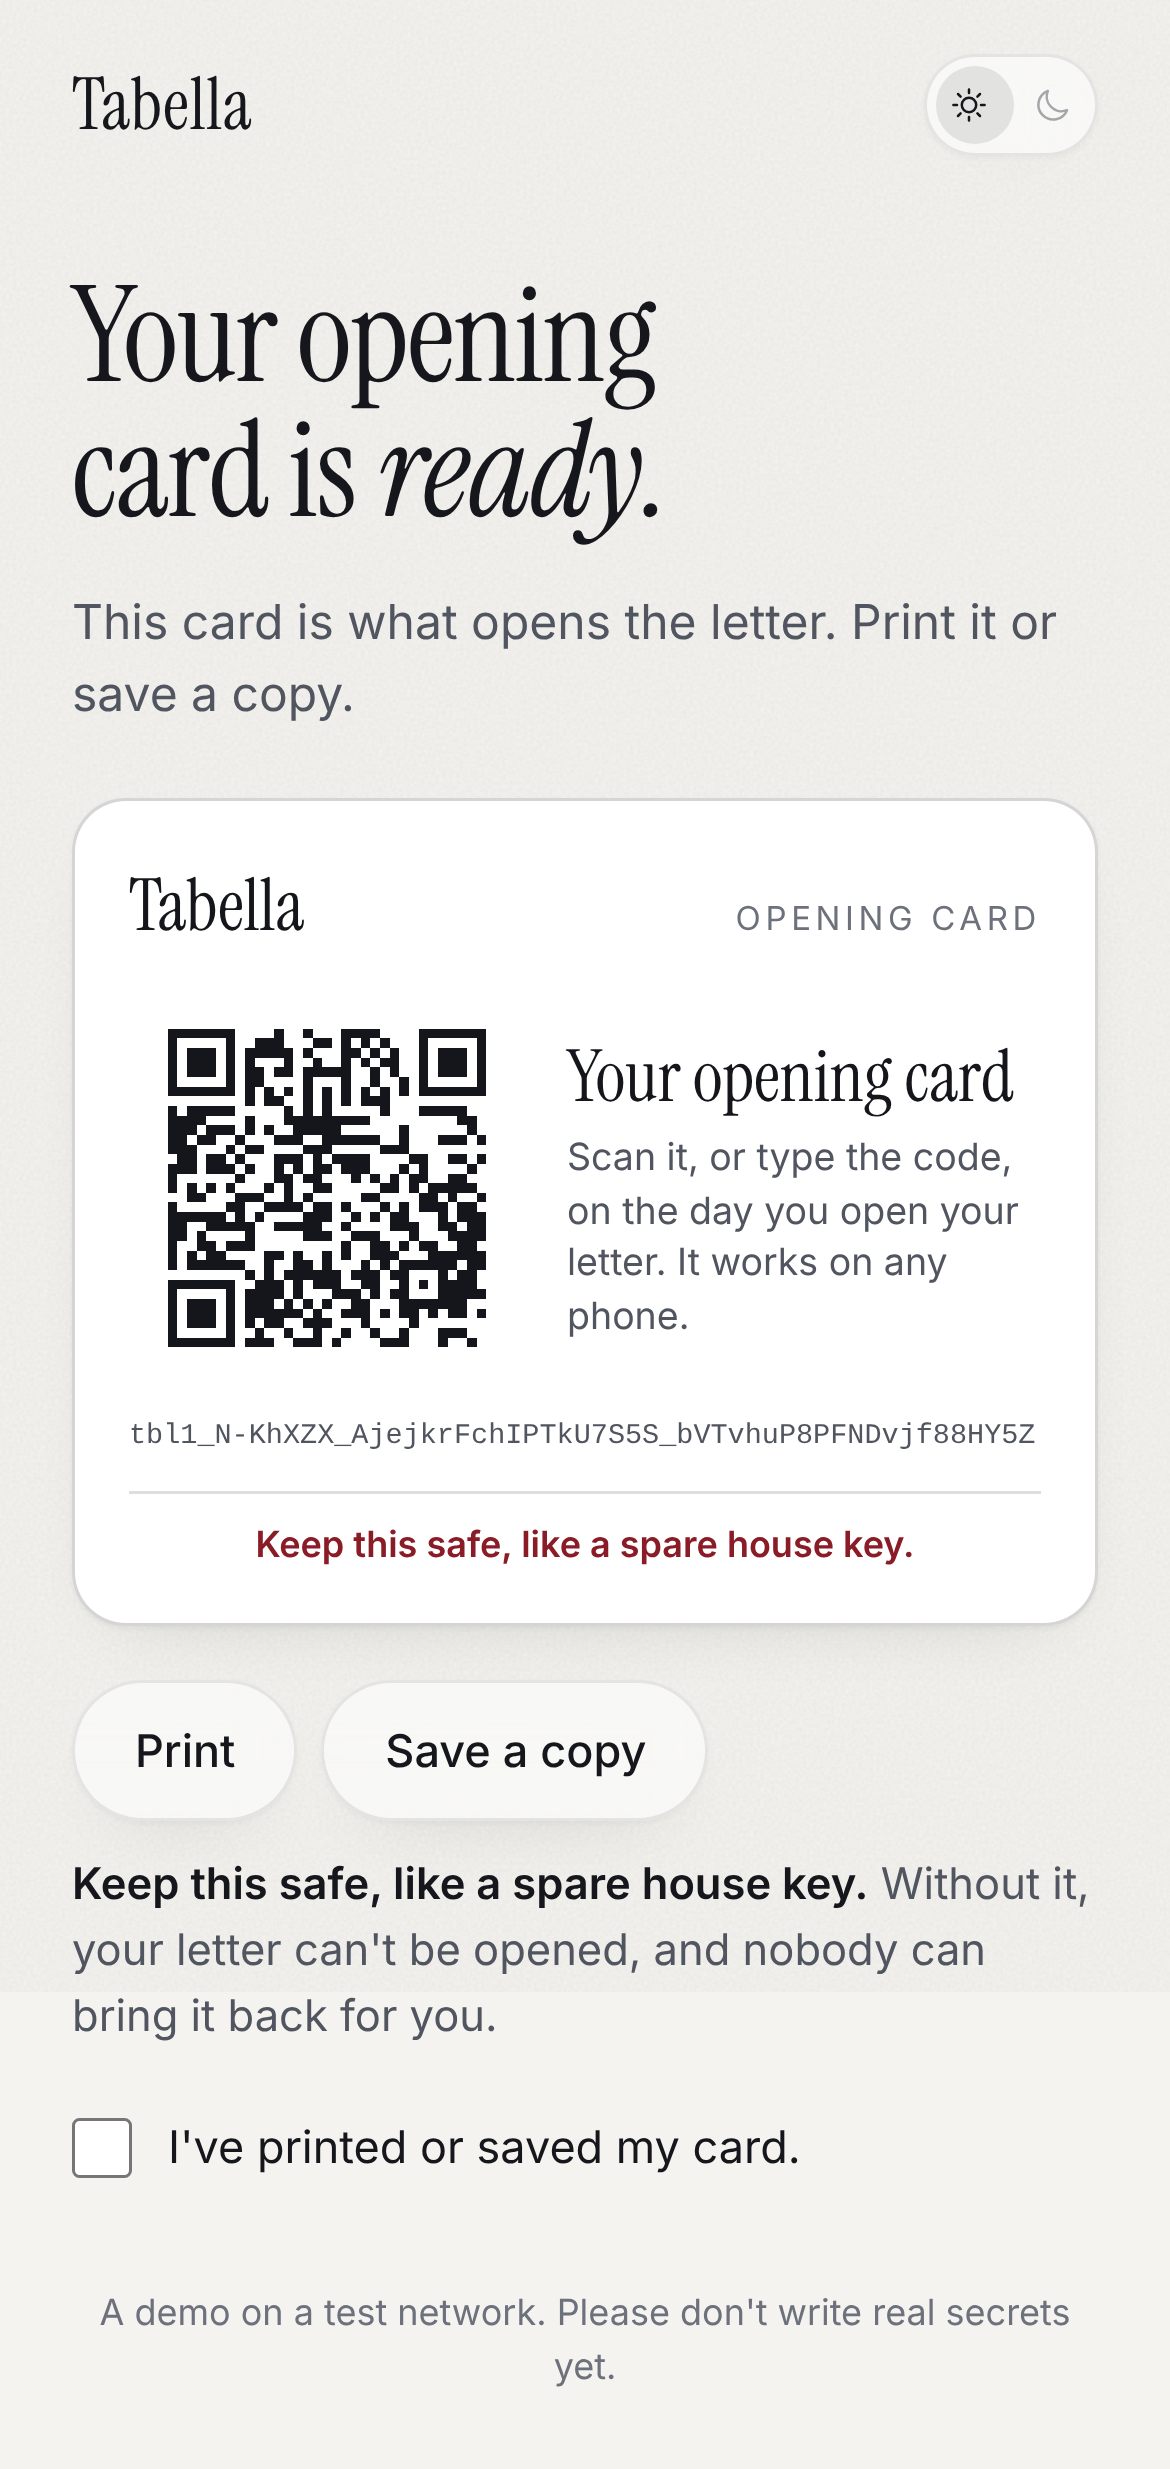 Tabella
Your opening
card is ready.
This card is what opens the letter. Print it or
save a copy.
Tabella
OPENING CARD
Your opening card
Scan it, or type the code,
on the day you open your
letter. It works on any
phone.
tbl1_N-KhXZX_AjejkrFchIPTkU7S5S_bVTvhuP8PFNDvjf88HY5Z
Keep this safe, like a spare house key.
Print
Save a copy
Keep this safe, like a spare house key. Without it,
your letter can't be opened, and nobody can
bring it back for you.
I've printed or saved my card.
A demo on a test network. Please don't write real secrets
yet.